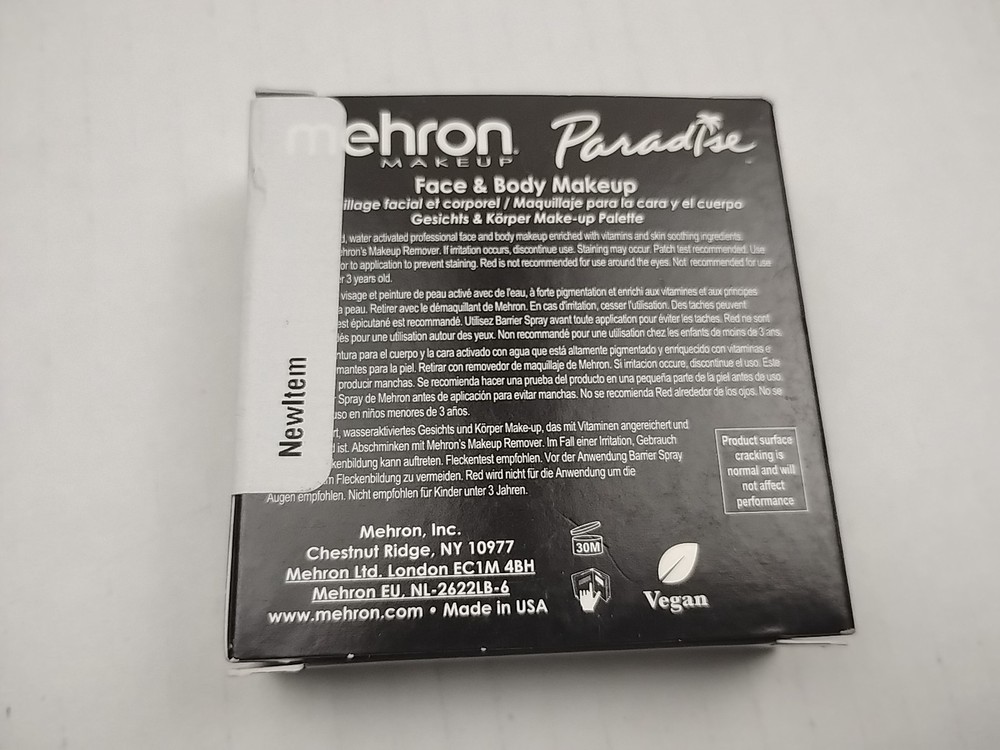 mehron Paradise
MAKEUP
Face & Body Makeup
illage facial et corporel / Maquillaje para la cara y el cuerpo
Gesichts & Körper Make-up Palette
water activated professional face and body makeup enriched with vitamins and skin soothing ingredients.
ehron's Makeup Remover. If irritation occurs, discontinue use. Staining may occur. Patch test recommended. Use
or to application to prevent staining. Red is not recommended for use around the eyes. Not recommended for use
er 3 years old.
visage et peinture de peau activé avec de l'eau, à forte pigmentation et enrichi aux vitamines et aux principes
a peau. Retirer avec le démaquillant de Mehron. En cas d'irritation, cesser l'utilisation. Des taches peuvent
est épicutané est recommandé. Utilisez Barrier Spray avant toute application pour éviter les taches. Red ne sont
dés pour une utilisation autour des yeux. Non recommandé pour une utilisation chez les enfants de moins de 3 ans.
ntura para el cuerpo y la cara activado con agua que está altamente pigmentado y enriquecido con vitaminas e
mantes para la piel. Retirar con removedor de maquillaje de Mehron. Si irritacion occure, discontinue el uso. Este
producir manchas. Se recomienda hacer una prueba del producto en una pequeña parte de la piel antes de uso.
Spray de Mehron antes de aplicación para evitar manchas. No se recomienda Red alrededor de los ojos. No se
uso en niños menores de 3 años.
rt, wasseraktiviertes Gesichts und Körper Make-up, das mit Vitaminen angereichert und
d ist. Abschminken mit Mehron's Makeup Remover. Im Fall einer Irritation, Gebrauch
kenbildung kann auftreten. Fleckentest empfohlen. Vor der Anwendung Barrier Spray
m Fleckenbildung zu vermeiden. Red wird nicht für die Anwendung um die
Augen empfohlen. Nicht empfohlen für Kinder unter 3 Jahren.
NewItem
Product surface
cracking is
normal and will
not affect
performance
Mehron, Inc.
Chestnut Ridge, NY 10977
Mehron Ltd. London EC1M 4BH
Mehron EU, NL-2622LB-6
www.mehron.com • Made in USA
30M
Vegan